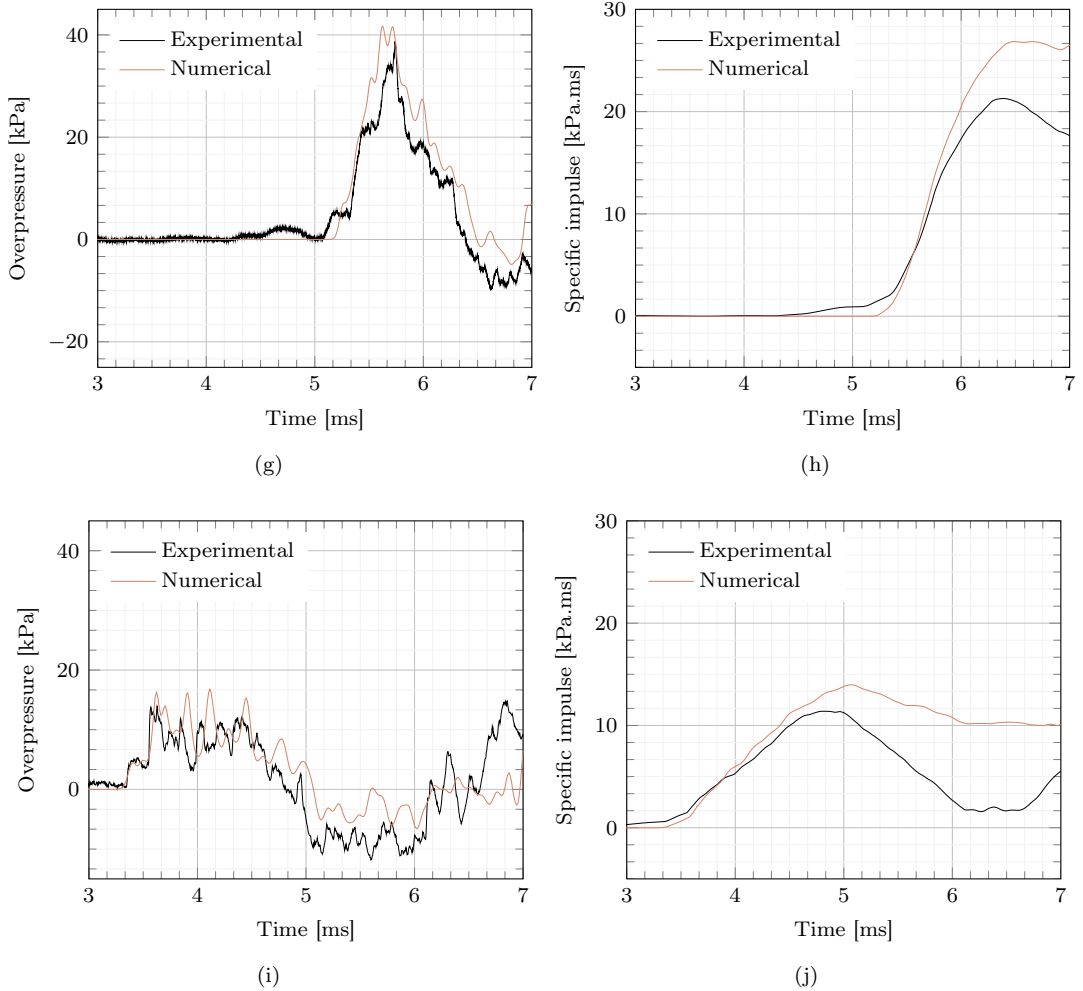 Experimental
Numerical
Overpressure [kPa]
40
20
0
−20
3 4 5 6 7
Time [ms]
(g)
Experimental
Numerical
Specific impulse [kPa.ms]
30
20
10
0
3 4 5 6 7
Time [ms]
(h)
Experimental
Numerical
Overpressure [kPa]
40
20
0
3 4 5 6 7
Time [ms]
(i)
Experimental
Numerical
Specific impulse [kPa.ms]
30
20
10
0
3 4 5 6 7
Time [ms]
(j)